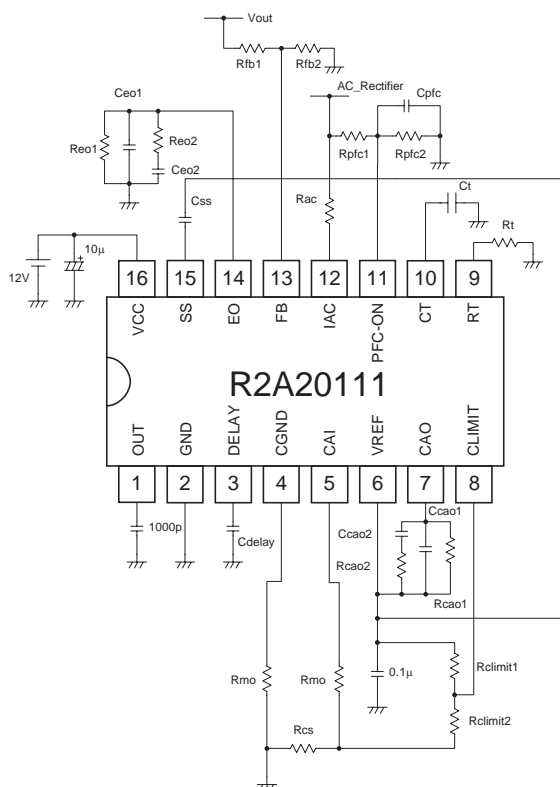 Vout
Rfb1
Rfb2
Ceo1
AC_Rectifier
Cpfc
Reo1
Reo2
Ceo2
Rpfc1
Rpfc2
Css
Rac
Ct
Rt
10μ
+
12V
16
15
14
13
12
11
10
9
VCC
SS
EO
FB
IAC
PFC-ON
CT
RT
R2A20111
OUT
GND
DELAY
CGND
CAI
VREF
CAO
CLIMIT
1
2
3
4
5
6
7
8
1000p
Cdelay
Ccao1
Ccao2
Rcao2
Rcao1
Rmo
Rmo
0.1μ
Rclimit1
Rcs
Rclimit2